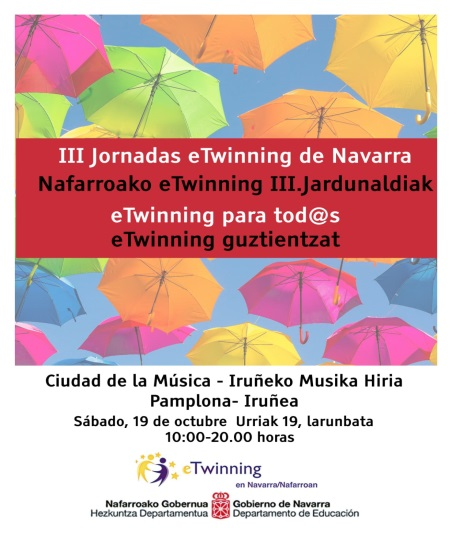 III Jornadas eTwinning de Navarra
Nafarroako eTwinning III.Jardunaldiak
eTwinning para tod@s
eTwinning guztientzat
Ciudad de la Música - Iruñeko Musika Hiria
Pamplona- Iruñea
Sábado, 19 de octubre  Urriak 19, larunbata
10:00-20.00 horas
eTwinning
en Navarra/Nafarroan
Nafarroako Gobernua
Hezkuntza Departamentua
Gobierno de Navarra
Departamento de Educación